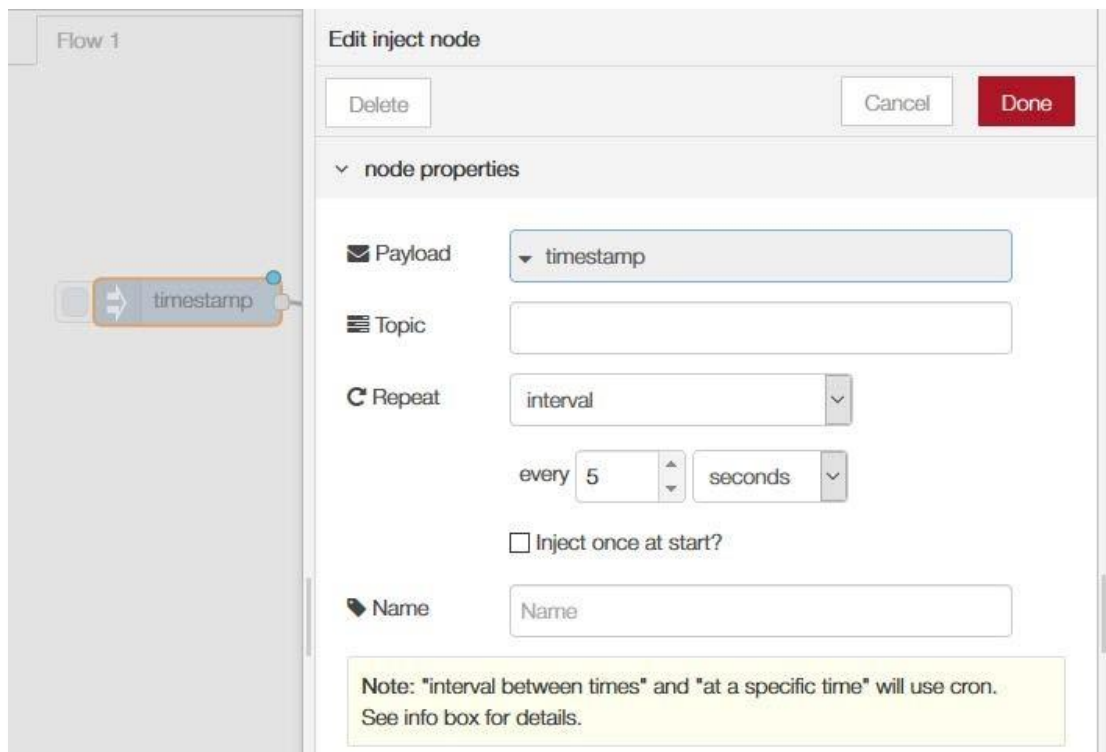 Flow 1
Edit inject node
Delete
Cancel
Done
node properties
timestamp
Payload
timestamp
Topic
Repeat
interval
every 5 seconds
Inject once at start?
Name
Name
Note: "interval between times" and "at a specific time" will use cron.
See info box for details.